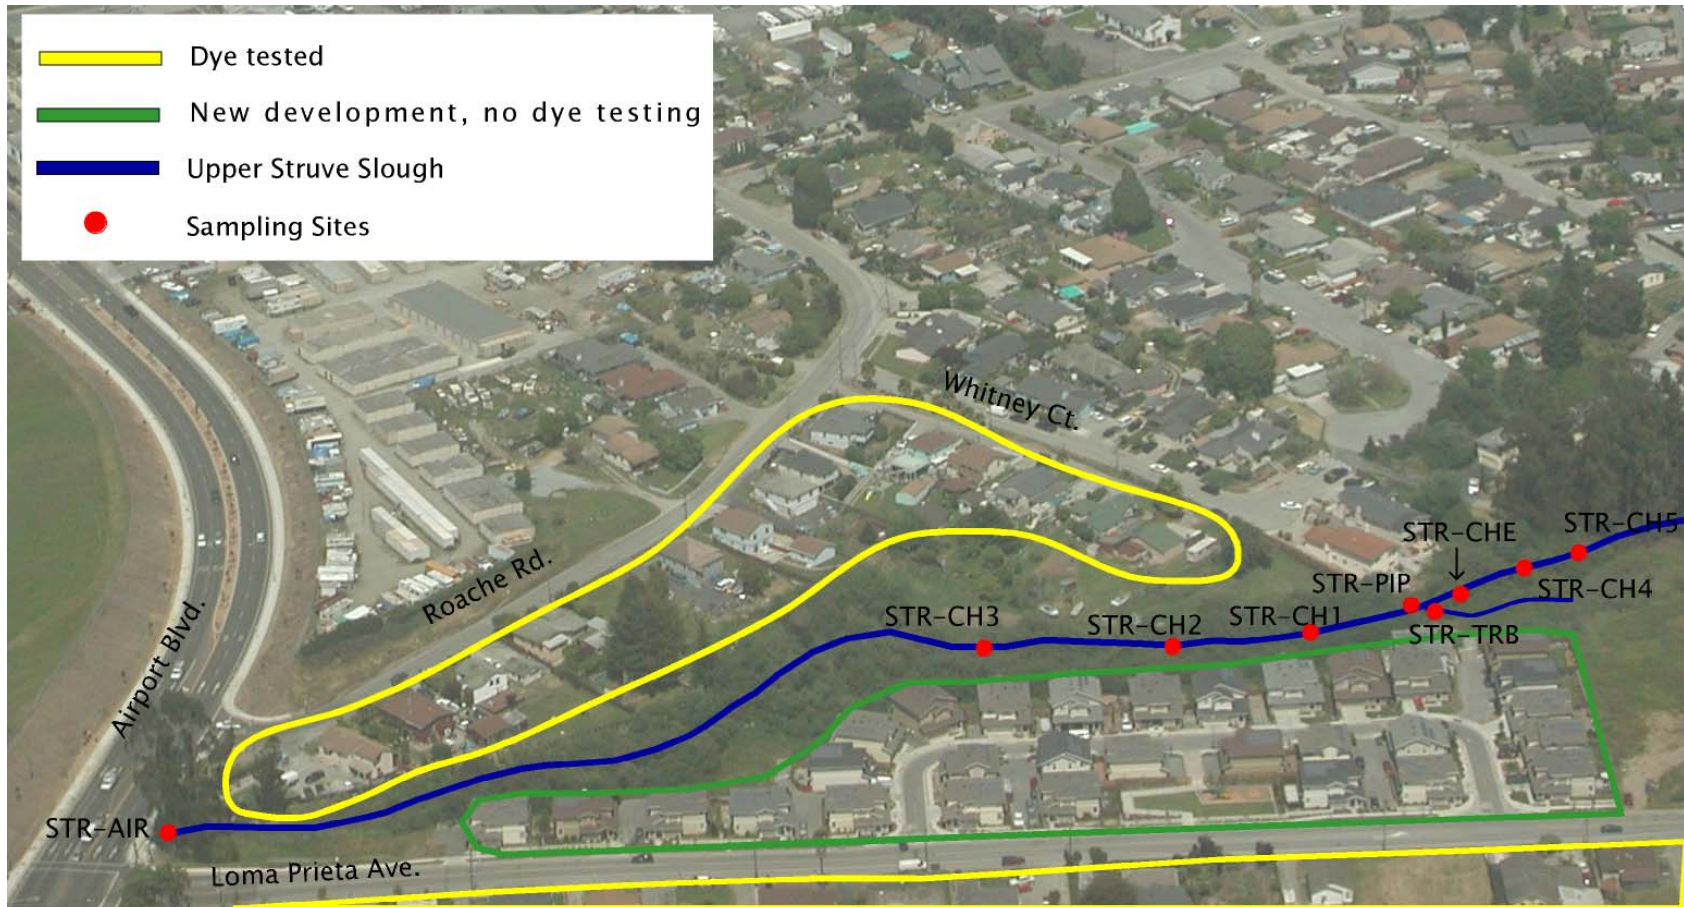 Dye tested
New development, no dye testing
Upper Struve Slough
Sampling Sites
Whitney Ct.
Roache Rd.
Airport Blvd.
STR-CH5
STR-CHE
STR-PIP
STR-CH4
STR-CH3
STR-CH2
STR-CH1
STR-TRB
STR-AIR
Loma Prieta Ave.